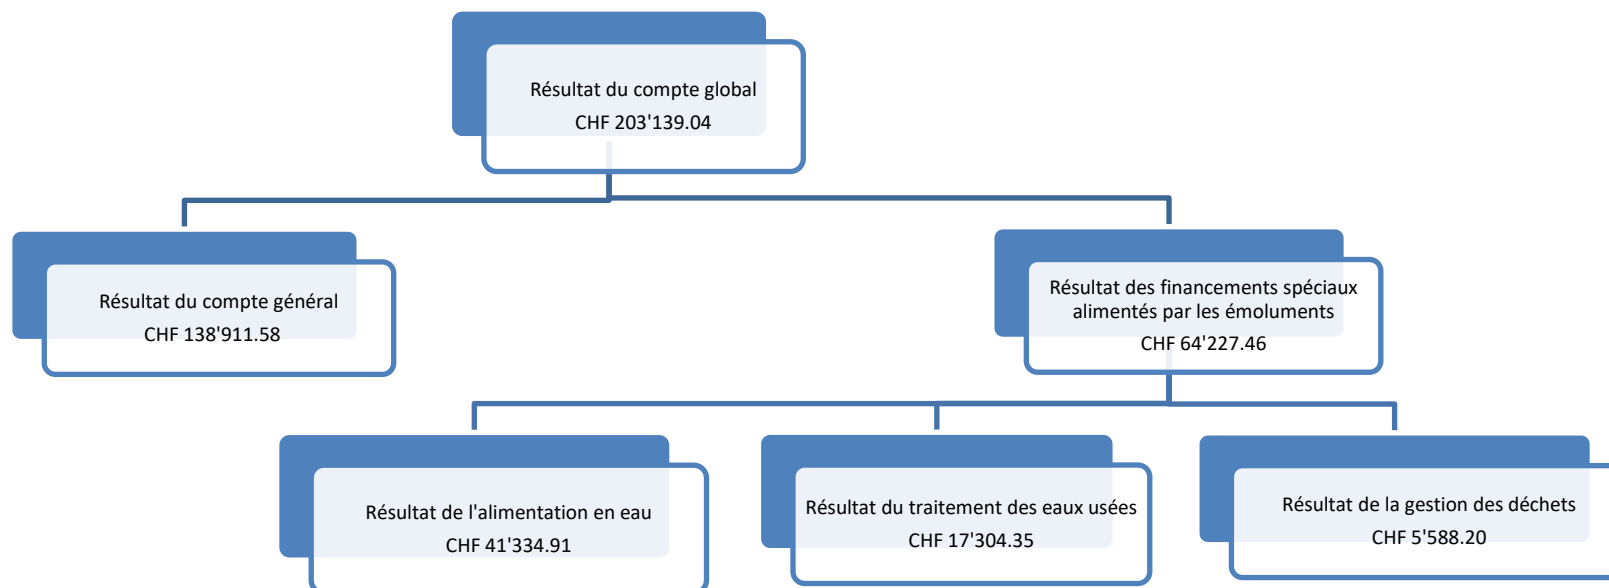 Résultat du compte global
CHF 203'139.04
Résultat du compte général
CHF 138'911.58
Résultat des financements spéciaux
alimentés par les émoluments
CHF 64'227.46
Résultat de l'alimentation en eau
CHF 41'334.91
Résultat du traitement des eaux usées
CHF 17'304.35
Résultat de la gestion des déchets
CHF 5'588.20